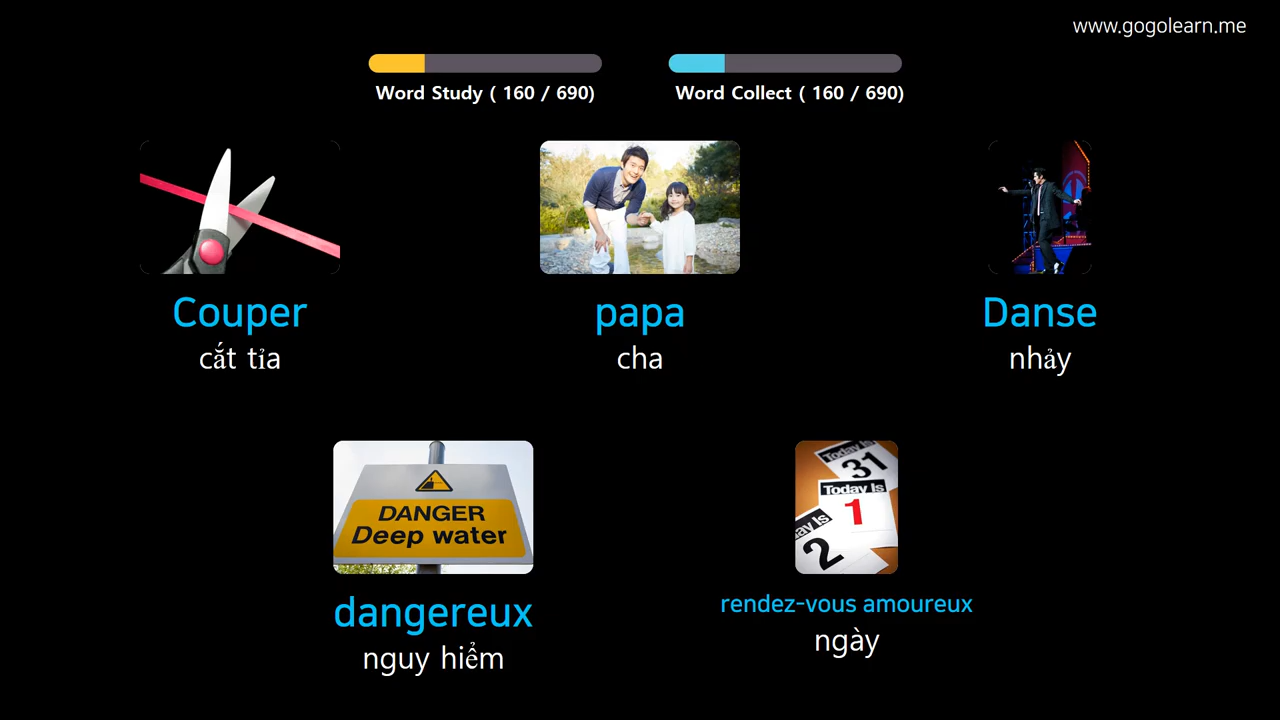 www.gogolearn.me
Word Study ( 160 / 690)
Word Collect ( 160 / 690)
Couper
cắt tỉa
papa
cha
Danse
nhảy
DANGER
Deep water
dangereux
nguy hiểm
Today Is
31
Today Is
1
ay Is
2
rendez-vous amoureux
ngày